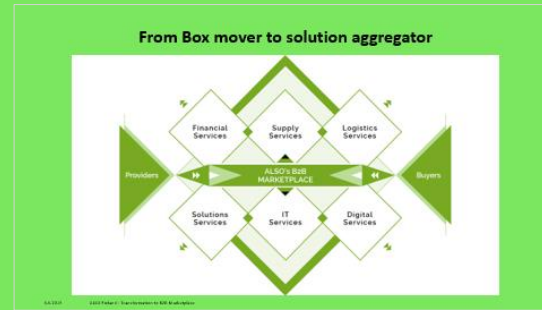 From Box mover to solution aggregator
Financial
Services
Supply
Services
Logistics
Services
Providers
ALSO's B2B
MARKETPLACE
Buyers
Solutions
Services
IT
Services
Digital
Services